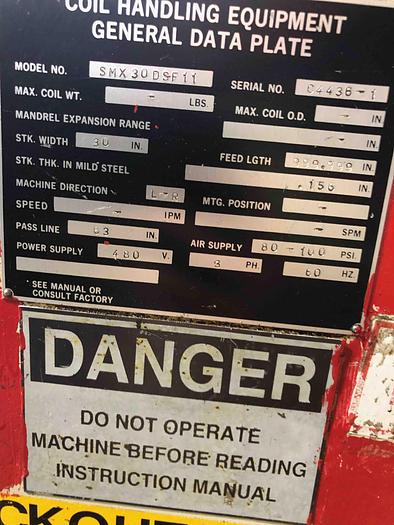 COIL HANDLING EQUIPMENT
GENERAL DATA PLATE
MODEL NO. SMX30DSF11 SERIAL NO. C4438-1
MAX. COIL WT. - LBS. MAX. COIL O.D. - IN.
MANDREL EXPANSION RANGE - IN.
STK. WIDTH 30 IN. FEED LGTH 999.999 IN.
STK. THK. IN MILD STEEL .156 IN.
MACHINE DIRECTION L-R MTG. POSITION -
SPEED - IPM - SPM
PASS LINE 63 IN. AIR SUPPLY 80-100 PSI.
POWER SUPPLY 480 V. 3 PH. 60 HZ.
* SEE MANUAL OR
CONSULT FACTORY
DANGER
DO NOT OPERATE
MACHINE BEFORE READING
INSTRUCTION MANUAL